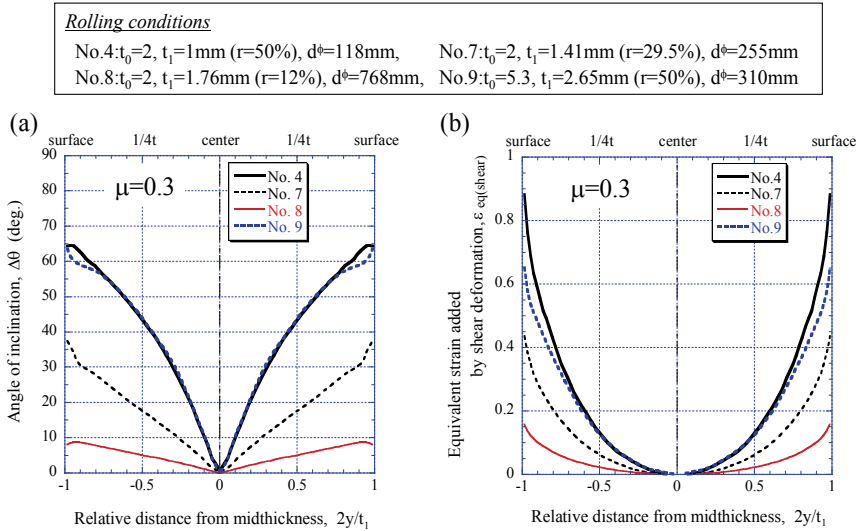 Rolling conditions
No.4:t₀=2, t₁=1mm (r=50%), dᶲ=118mm, No.7:t₀=2, t₁=1.41mm (r=29.5%), dᶲ=255mm
No.8:t₀=2, t₁=1.76mm (r=12%), dᶲ=768mm, No.9:t₀=5.3, t₁=2.65mm (r=50%), dᶲ=310mm
(a)
surface 1/4t center 1/4t surface
Angle of inclination, Δθ (deg.)
90
80
70
60
50
40
30
20
10
0
μ=0.3
No. 4
No. 7
No. 8
No. 9
-1 -0.5 0 0.5 1
Relative distance from midthickness, 2y/t₁
(b)
surface 1/4t center 1/4t surface
Equivalent strain added
by shear deformation, ε eq(shear)
1
0.8
0.6
0.4
0.2
0
μ=0.3
No.4
No.7
No.8
No.9
-1 -0.5 0 0.5 1
Relative distance from midthickness, 2y/t₁